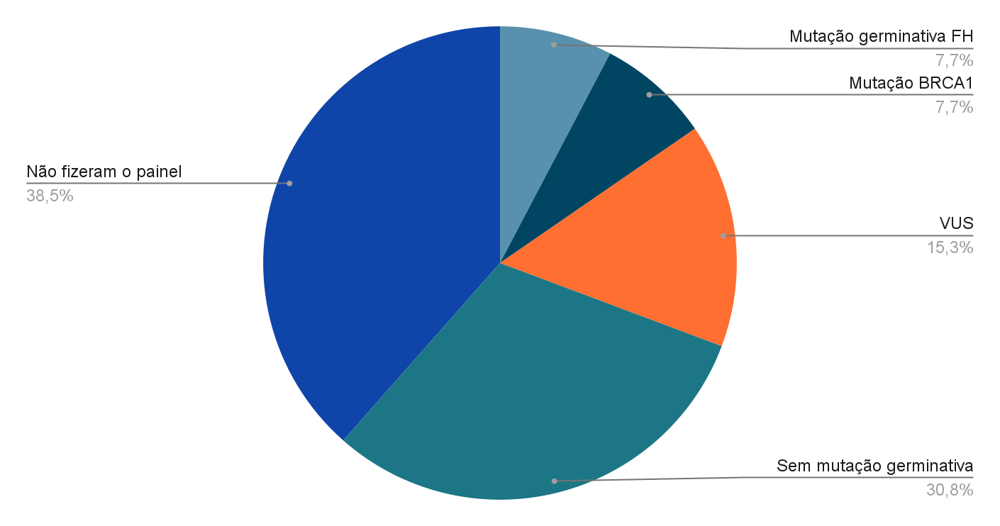 Mutação germinativa FH
7,7%
Mutação BRCA1
7,7%
Não fizeram o painel
38,5%
VUS
15,3%
Sem mutação germinativa
30,8%